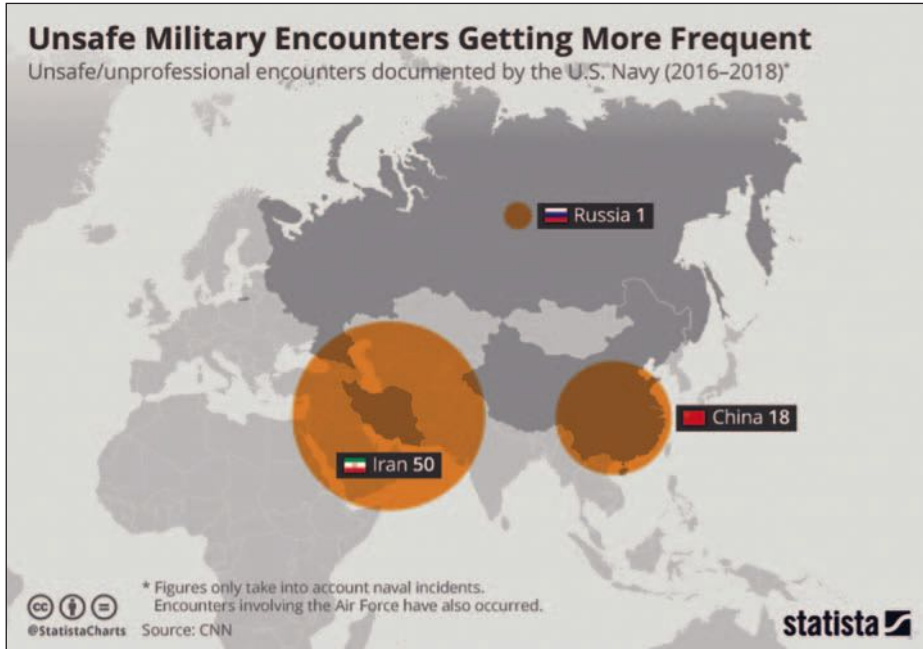 Unsafe Military Encounters Getting More Frequent
Unsafe/unprofessional encounters documented by the U.S. Navy (2016–2018)*
Russia 1
China 18
Iran 50
* Figures only take into account naval incidents.
Encounters involving the Air Force have also occurred.
@StatistaCharts Source: CNN
cc
statista